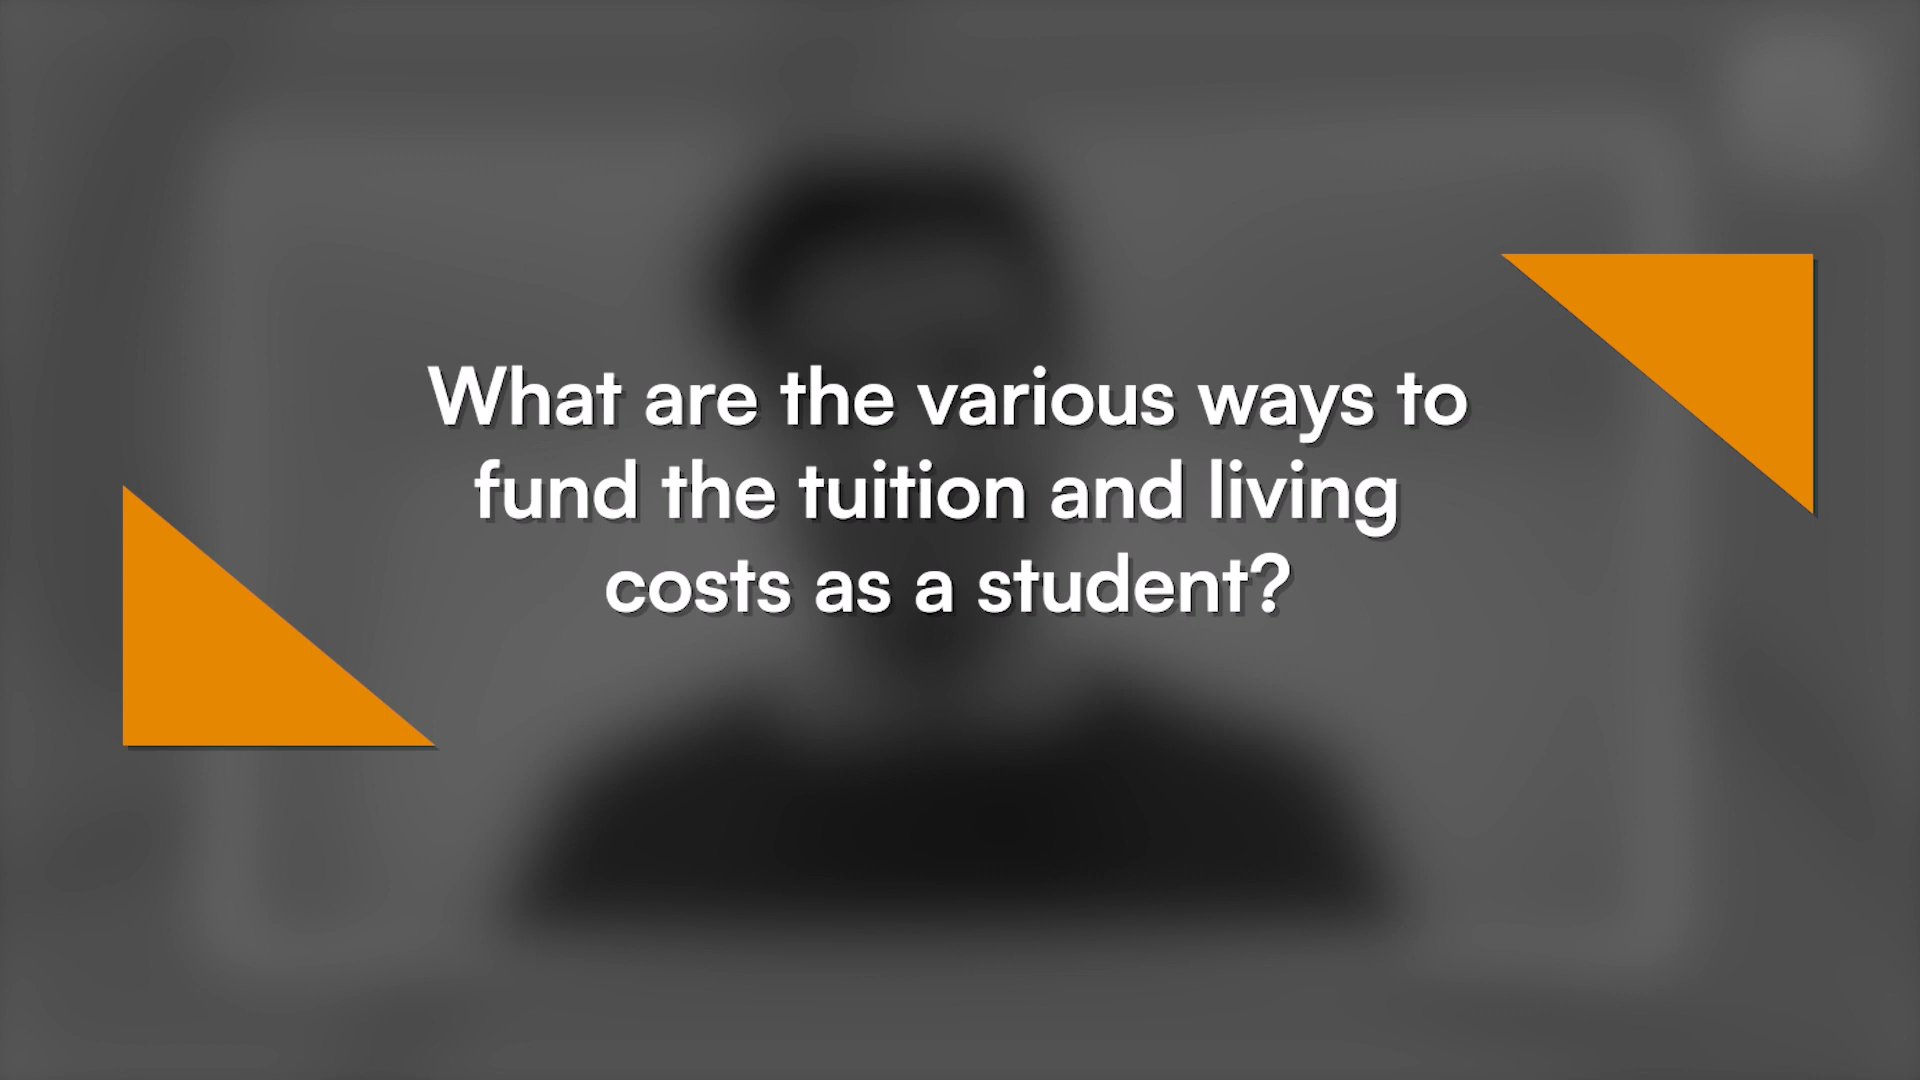 What are the various ways to
fund the tuition and living
costs as a student?